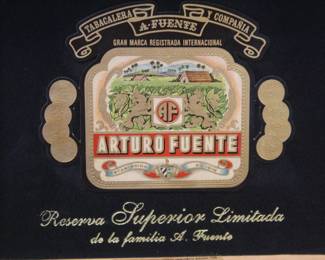 TABACALERA A. FUENTE Y COMPAÑIA
GRAN MARCA REGISTRADA INTERNACIONAL
AF
ARTURO FUENTE
Reserva Superior Limitada
de la familia A. Fuente